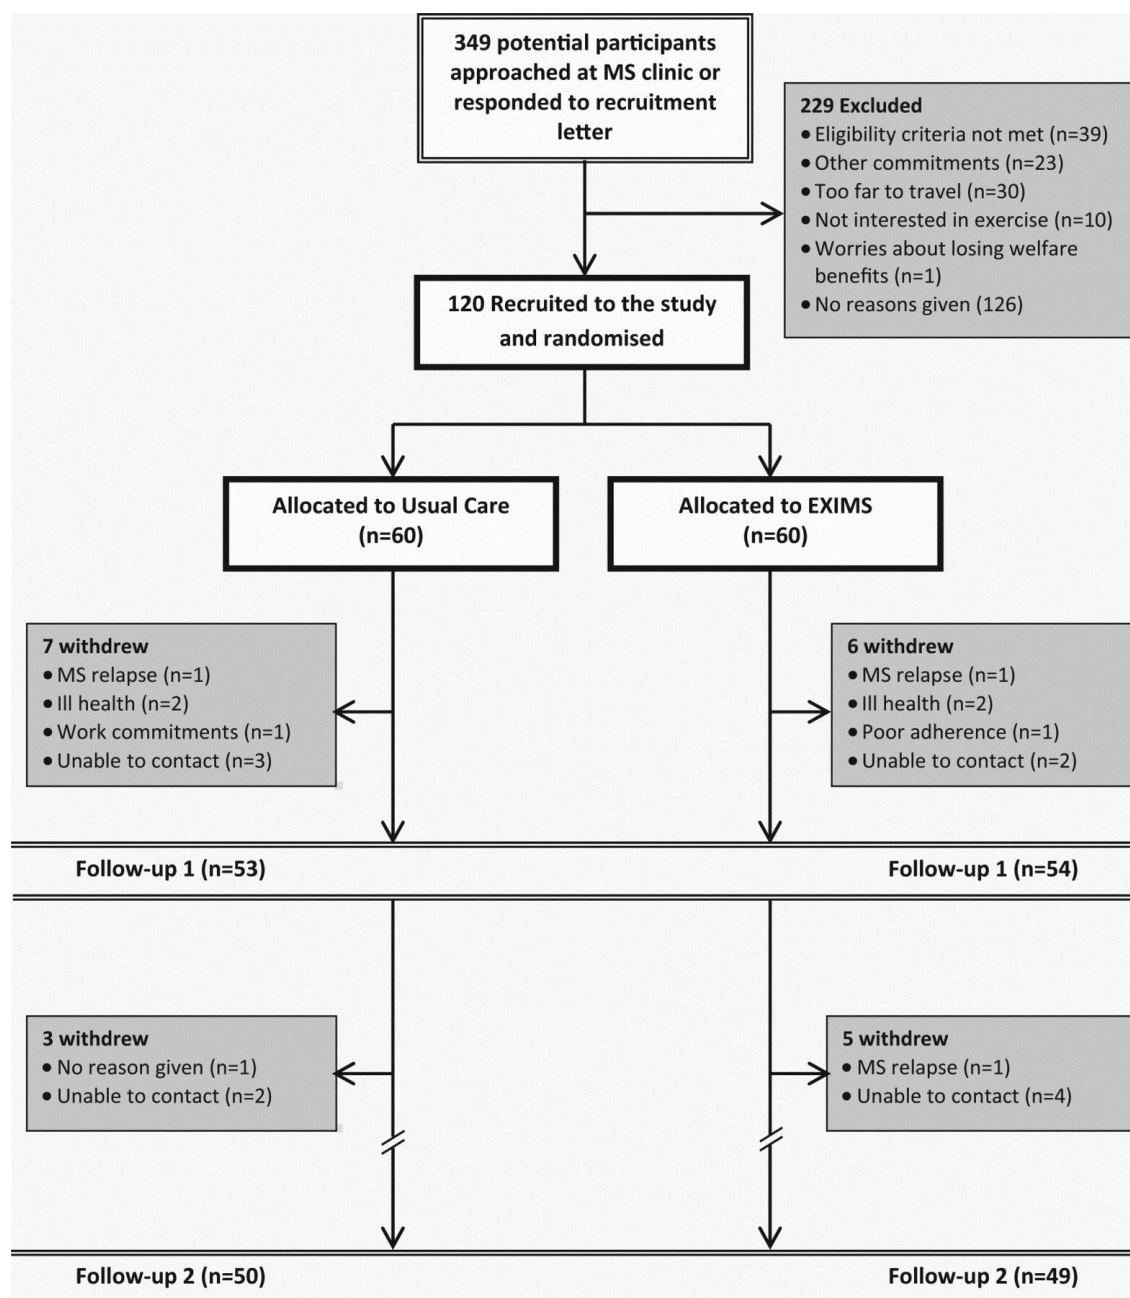 349 potential participants
approached at MS clinic or
responded to recruitment
letter
229 Excluded
• Eligibility criteria not met (n=39)
• Other commitments (n=23)
• Too far to travel (n=30)
• Not interested in exercise (n=10)
• Worries about losing welfare
benefits (n=1)
• No reasons given (126)
120 Recruited to the study
and randomised
Allocated to Usual Care
(n=60)
Allocated to EXIMS
(n=60)
7 withdrew
• MS relapse (n=1)
• Ill health (n=2)
• Work commitments (n=1)
• Unable to contact (n=3)
6 withdrew
• MS relapse (n=1)
• Ill health (n=2)
• Poor adherence (n=1)
• Unable to contact (n=2)
Follow-up 1 (n=53)
Follow-up 1 (n=54)
3 withdrew
• No reason given (n=1)
• Unable to contact (n=2)
5 withdrew
• MS relapse (n=1)
• Unable to contact (n=4)
Follow-up 2 (n=50)
Follow-up 2 (n=49)